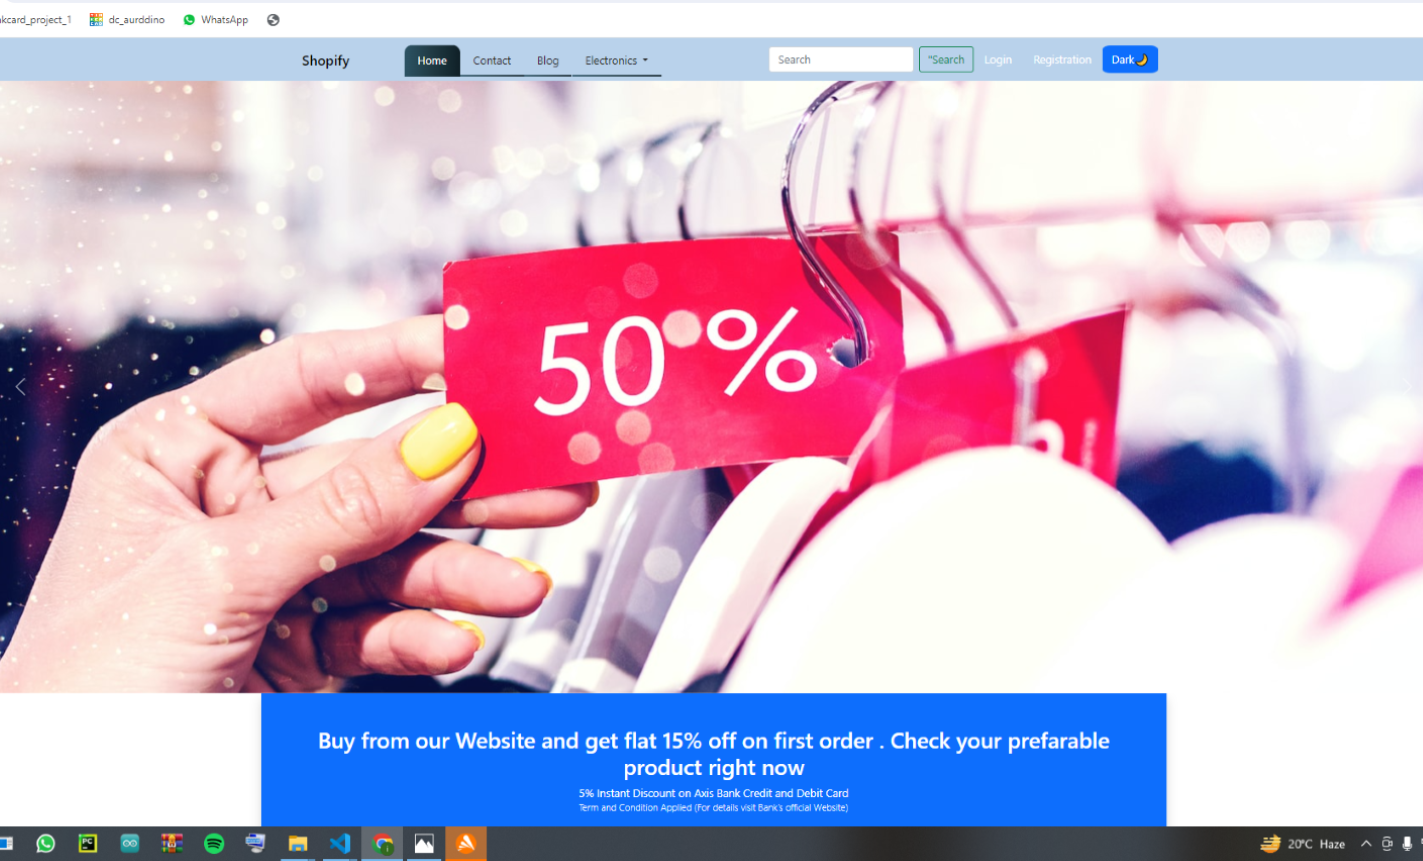 kcard_project_1 dc_aurddino WhatsApp
Shopify Home Contact Blog Electronics Search "Search Login Registration Dark
50 %
Buy from our Website and get flat 15% off on first order . Check your prefarable
product right now
5% Instant Discount on Axis Bank Credit and Debit Card
Term and Condition Applied (For details visit Bank's official Website)
PC 20°C Haze